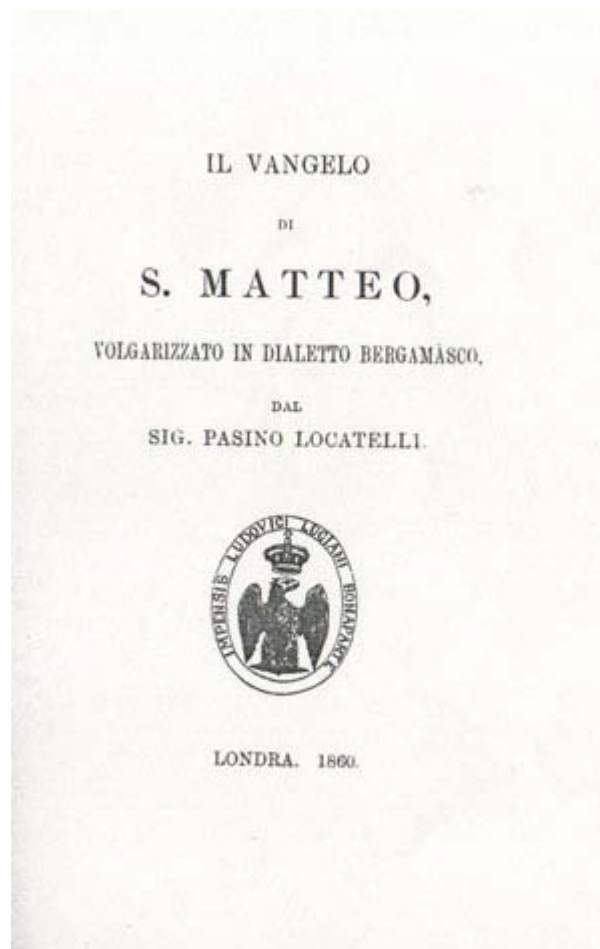 IL VANGELO
DI
S. MATTEO,
VOLGARIZZATO IN DIALETTO BERGAMÀSCO,
DAL
SIG. PASINO LOCATELLI.
IMPENSIS LUDOVICI LUCIANI BONAPARTE
LONDRA. 1860.